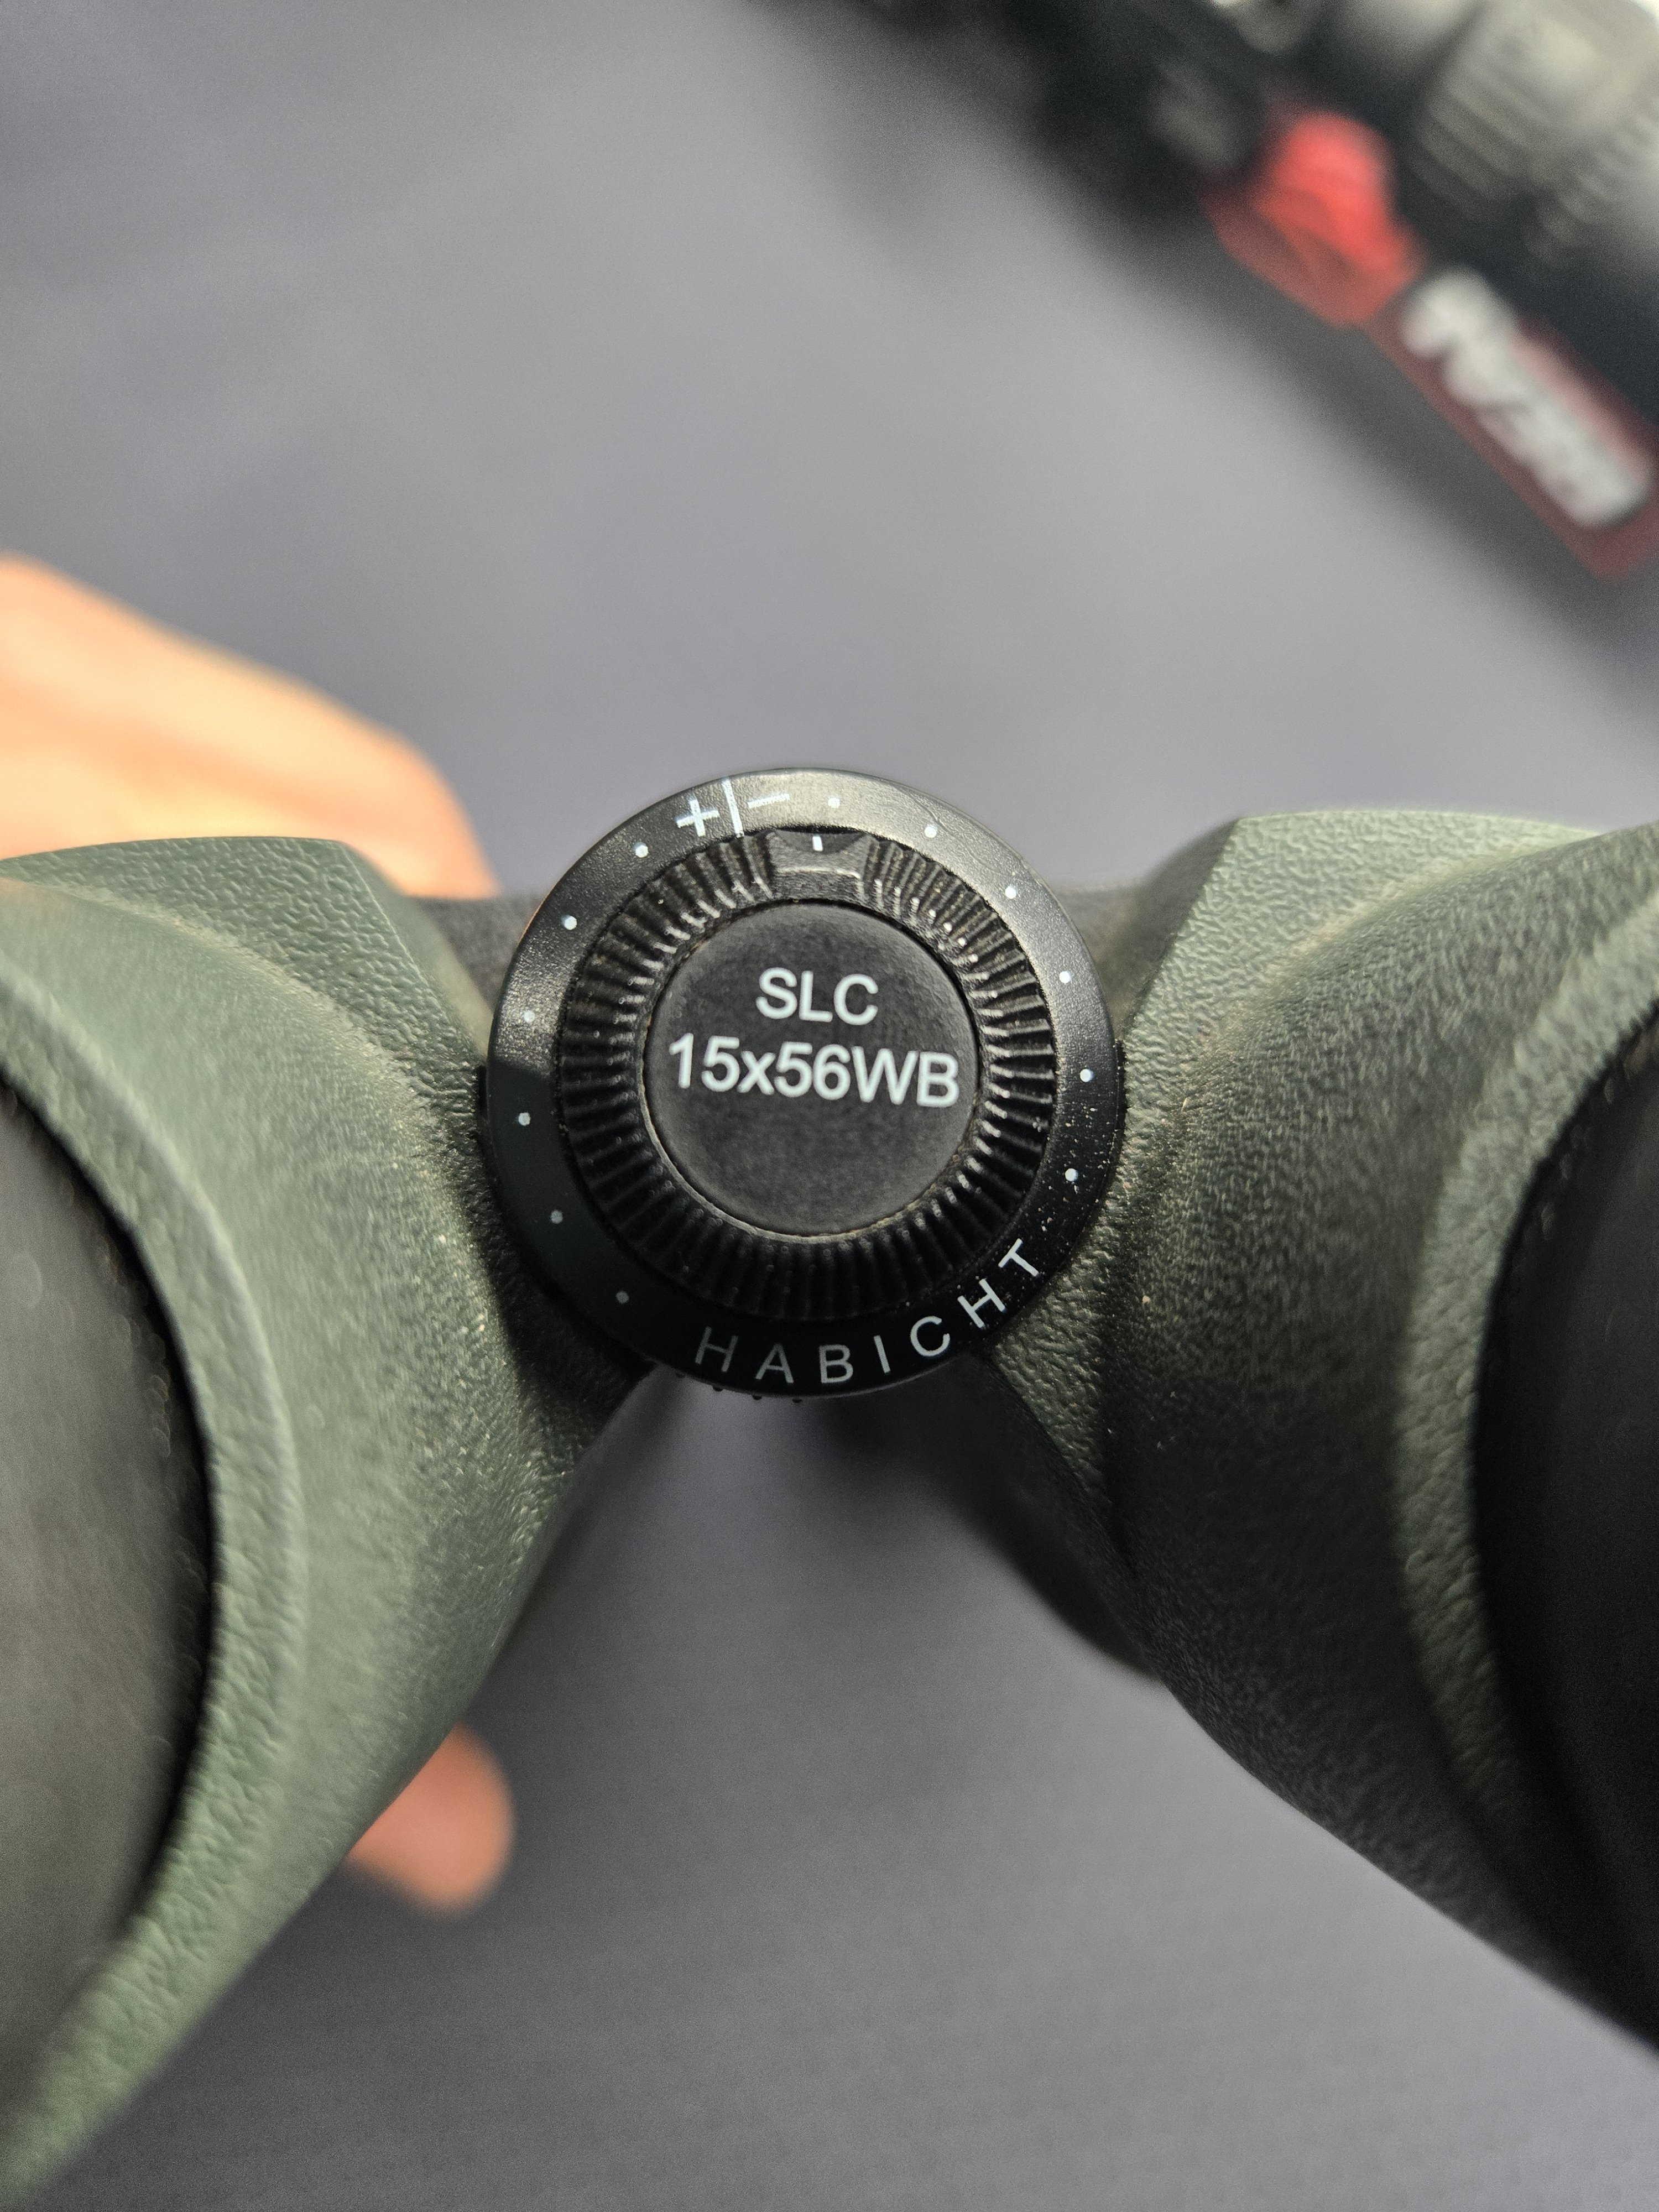 +|−
SLC
15x56WB
HABICHT